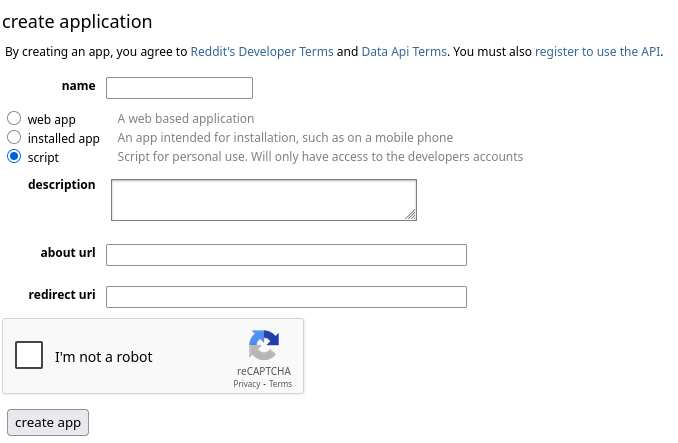 create application
By creating an app, you agree to Reddit's Developer Terms and Data Api Terms. You must also register to use the API.
name
web app A web based application
installed app An app intended for installation, such as on a mobile phone
script Script for personal use. Will only have access to the developers accounts
description
about url
redirect uri
I'm not a robot
reCAPTCHA
Privacy - Terms
create app